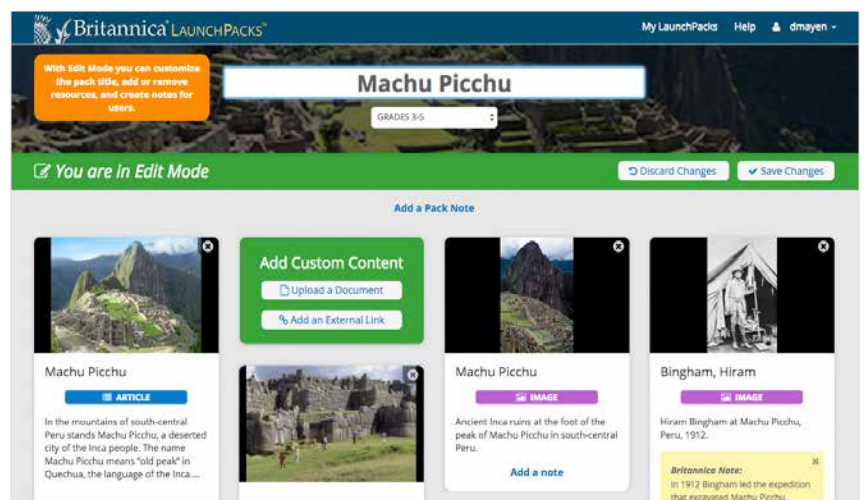 Britannica LAUNCHPACKS™
My LaunchPacks Help dmayen
With Edit Mode you can customize
the pack title, add or remove
resources, and create notes for
users.
Machu Picchu
GRADES 3-5
You are in Edit Mode
Discard Changes
Save Changes
Add a Pack Note
Machu Picchu
ARTICLE
In the mountains of south-central
Peru stands Machu Picchu, a deserted
city of the Inca people. The name
Machu Picchu means "old peak" in
Quechua, the language of the Inca....
Add Custom Content
Upload a Document
Add an External Link
Machu Picchu
IMAGE
Ancient Inca ruins at the foot of the
peak of Machu Picchu in south-central
Peru.
Add a note
Bingham, Hiram
IMAGE
Hiram Bingham at Machu Picchu,
Peru, 1912.
Britannica Note:
In 1912 Bingham led the expedition
that excavated Machu Picchu.